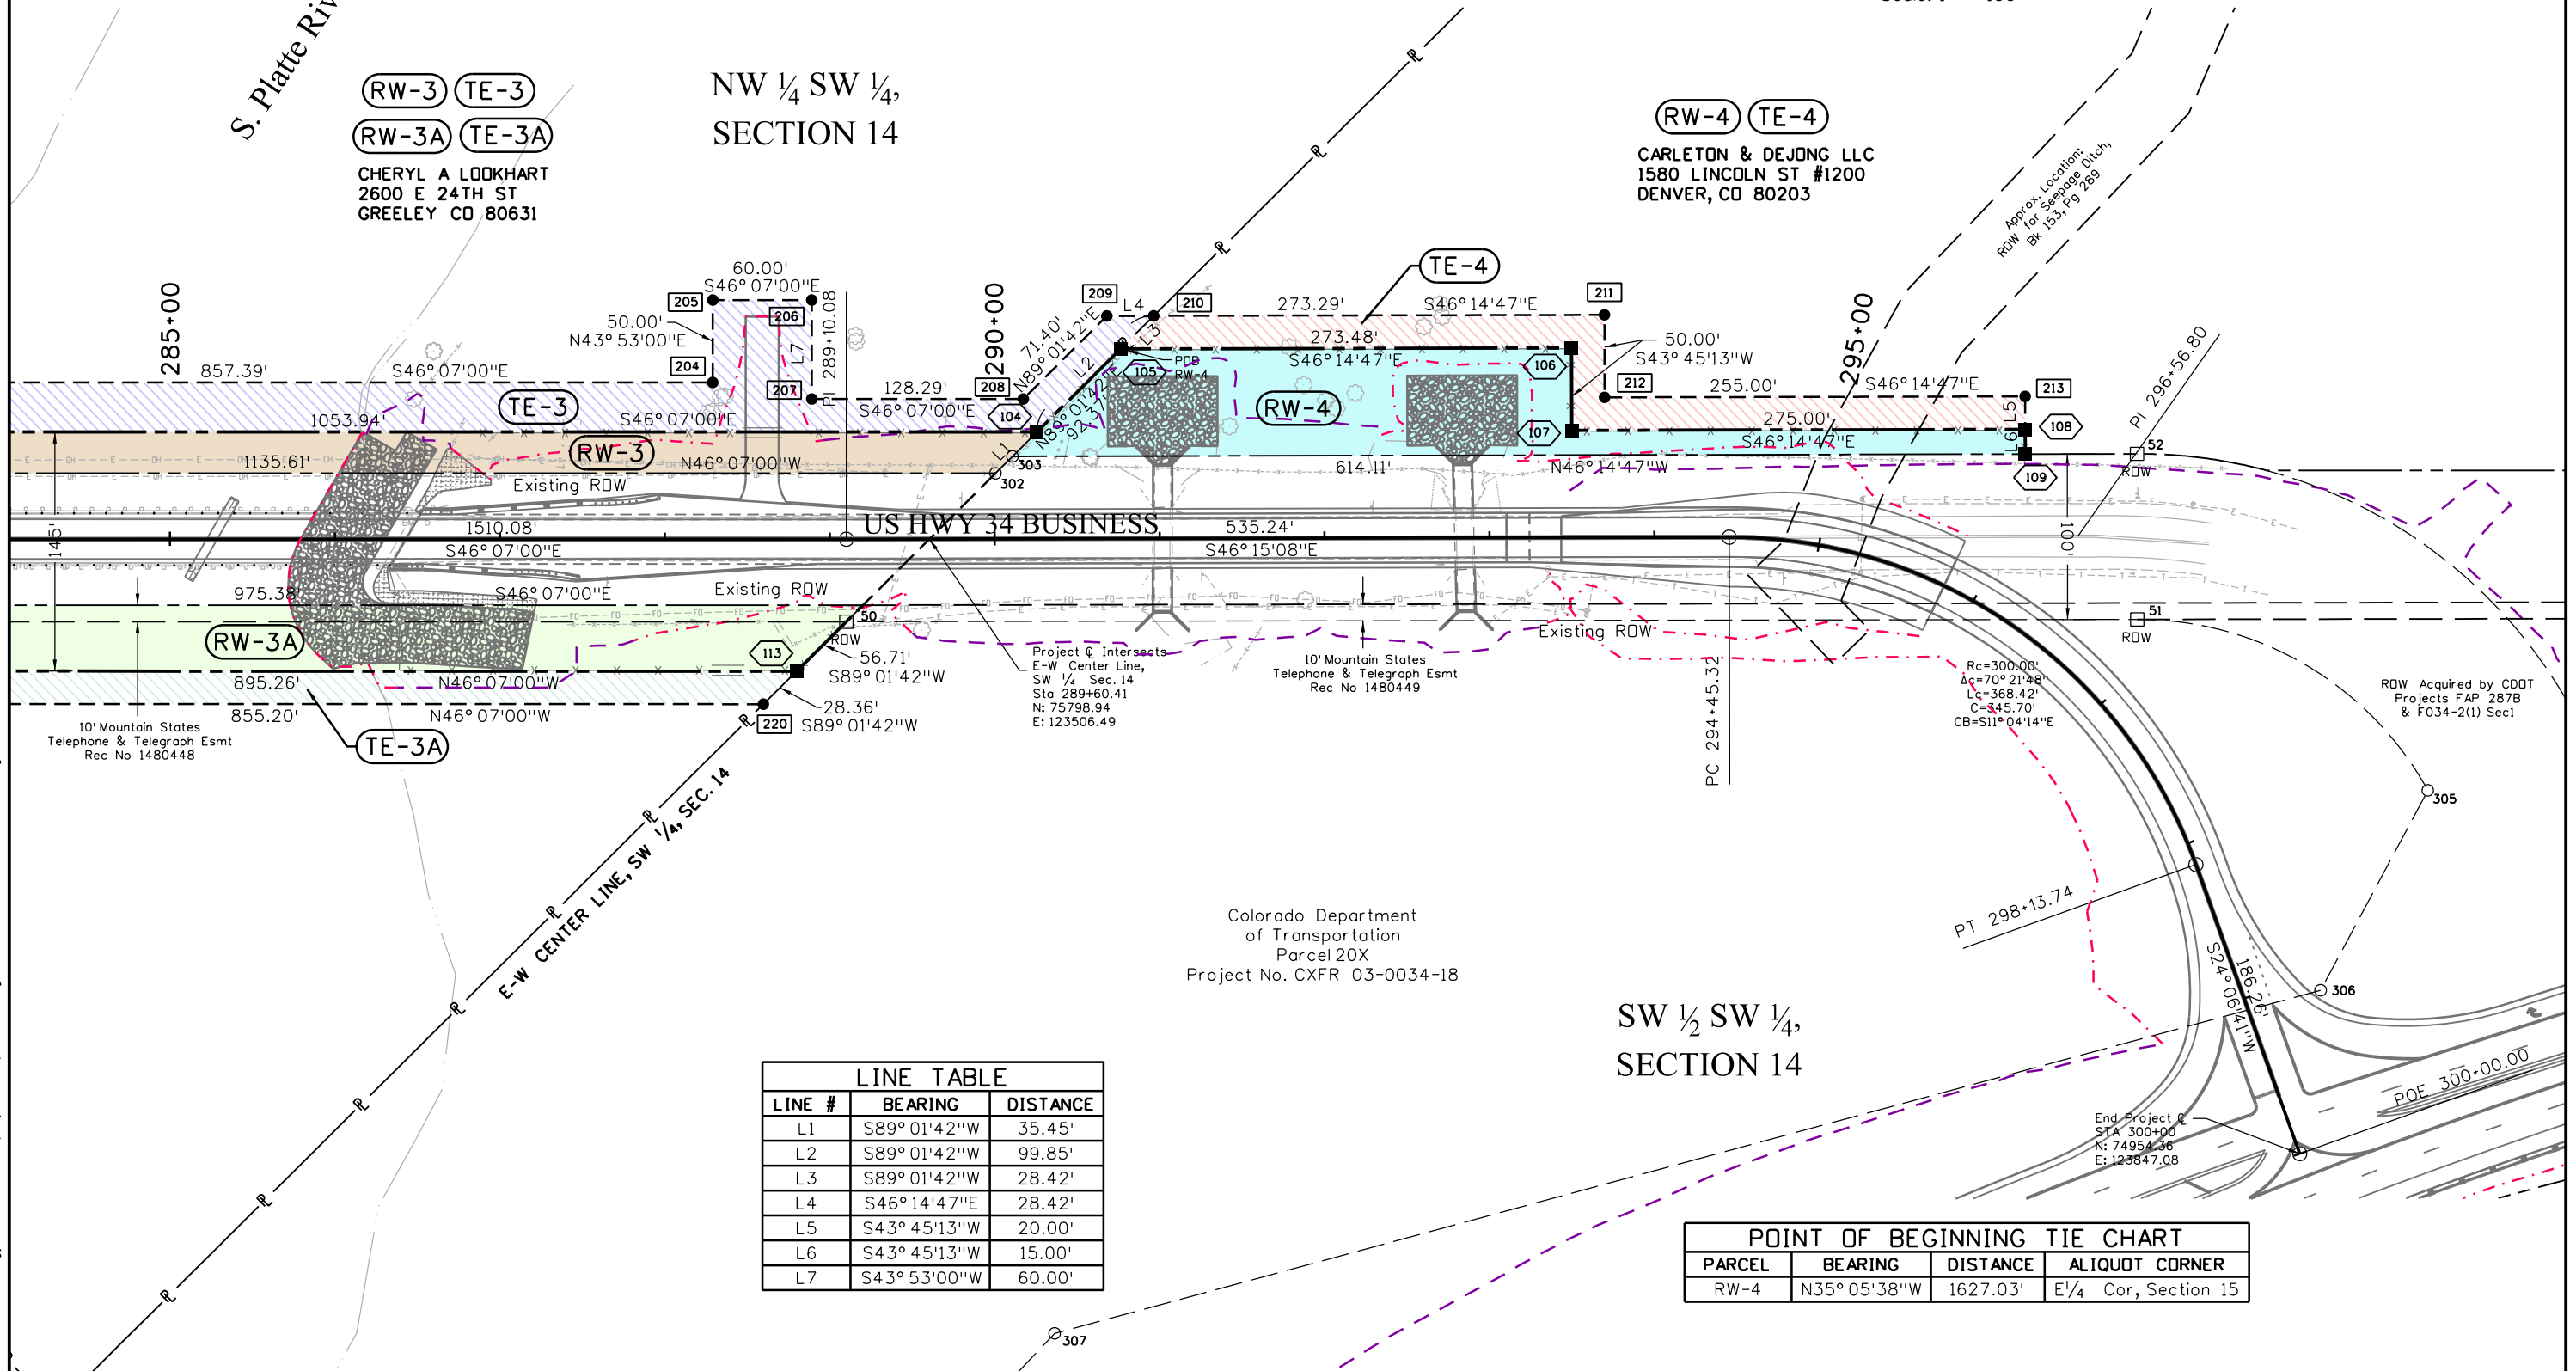 S. Platte Riv
RW-3
TE-3
RW-3A
TE-3A
CHERYL A LOOKHART
2600 E 24TH ST
GREELEY CO 80631
NW ¼ SW ¼,
SECTION 14
RW-4
TE-4
CARLETON & DEJONG LLC
1580 LINCOLN ST #1200
DENVER, CO 80203
Approx. Location:
ROW for Seepage Ditch,
Bk 153, Pg 289
285+00
290+00
295+00
PI 296+56.80
PI 289+10.08
60.00'
S46°07'00"E
205
206
50.00'
N43°53'00"E
204
L7
207
857.39'
S46°07'00"E
128.29'
S46°07'00"E
208
104
71.40'
N89°01'42"E
209
L4
210
L3
L2
273.29'
S46°14'47"E
TE-4
211
273.48'
S46°14'47"E
POB
RW-4
105
106
50.00'
S43°45'13"W
212
255.00'
S46°14'47"E
213
L5
L6
108
107
275.00'
S46°14'47"E
109
52
ROW
TE-3
1053.94'
S46°07'00"E
RW-3
1135.61'
N46°07'00"W
Existing ROW
L1
N89°01'42"E
303
302
RW-4
614.11'
N46°14'47"W
145'
1510.08'
S46°07'00"E
US HWY 34 BUSINESS
535.24'
S46°15'08"E
100'
975.38'
S46°07'00"E
Existing ROW
50
ROW
51
ROW
Existing ROW
RW-3A
113
56.71'
S89°01'42"W
895.26'
N46°07'00"W
28.36'
S89°01'42"W
220
855.20'
N46°07'00"W
TE-3A
10' Mountain States
Telephone & Telegraph Esmt
Rec No 1480448
Project ℄ Intersects
E-W Center Line,
SW ¼ Sec. 14
Sta 289+60.41
N: 75798.94
E: 123506.49
10' Mountain States
Telephone & Telegraph Esmt
Rec No 1480449
PC 294+45.32
Rc=300.00'
Δc=70°21'48"
Lc=368.42'
C=345.70'
CB=S11°04'14"E
ROW Acquired by CDOT
Projects FAP 287B
& F034-2(1) Sec1
305
E-W CENTER LINE, SW ¼, SEC. 14
Colorado Department
of Transportation
Parcel 20X
Project No. CXFR 03-0034-18
PT 298+13.74
186.26'
S24°06'41"W
306
SW ½ SW ¼,
SECTION 14
POE 300+00.00
End Project ℄
STA 300+00
N: 74954.36
E: 123847.08
LINE TABLE
LINE # BEARING DISTANCE
L1 S89°01'42"W 35.45'
L2 S89°01'42"W 99.85'
L3 S89°01'42"W 28.42'
L4 S46°14'47"E 28.42'
L5 S43°45'13"W 20.00'
L6 S43°45'13"W 15.00'
L7 S43°53'00"W 60.00'
POINT OF BEGINNING TIE CHART
PARCEL BEARING DISTANCE ALIQUOT CORNER
RW-4 N35°05'38"W 1627.03' E¼ Cor, Section 15
307